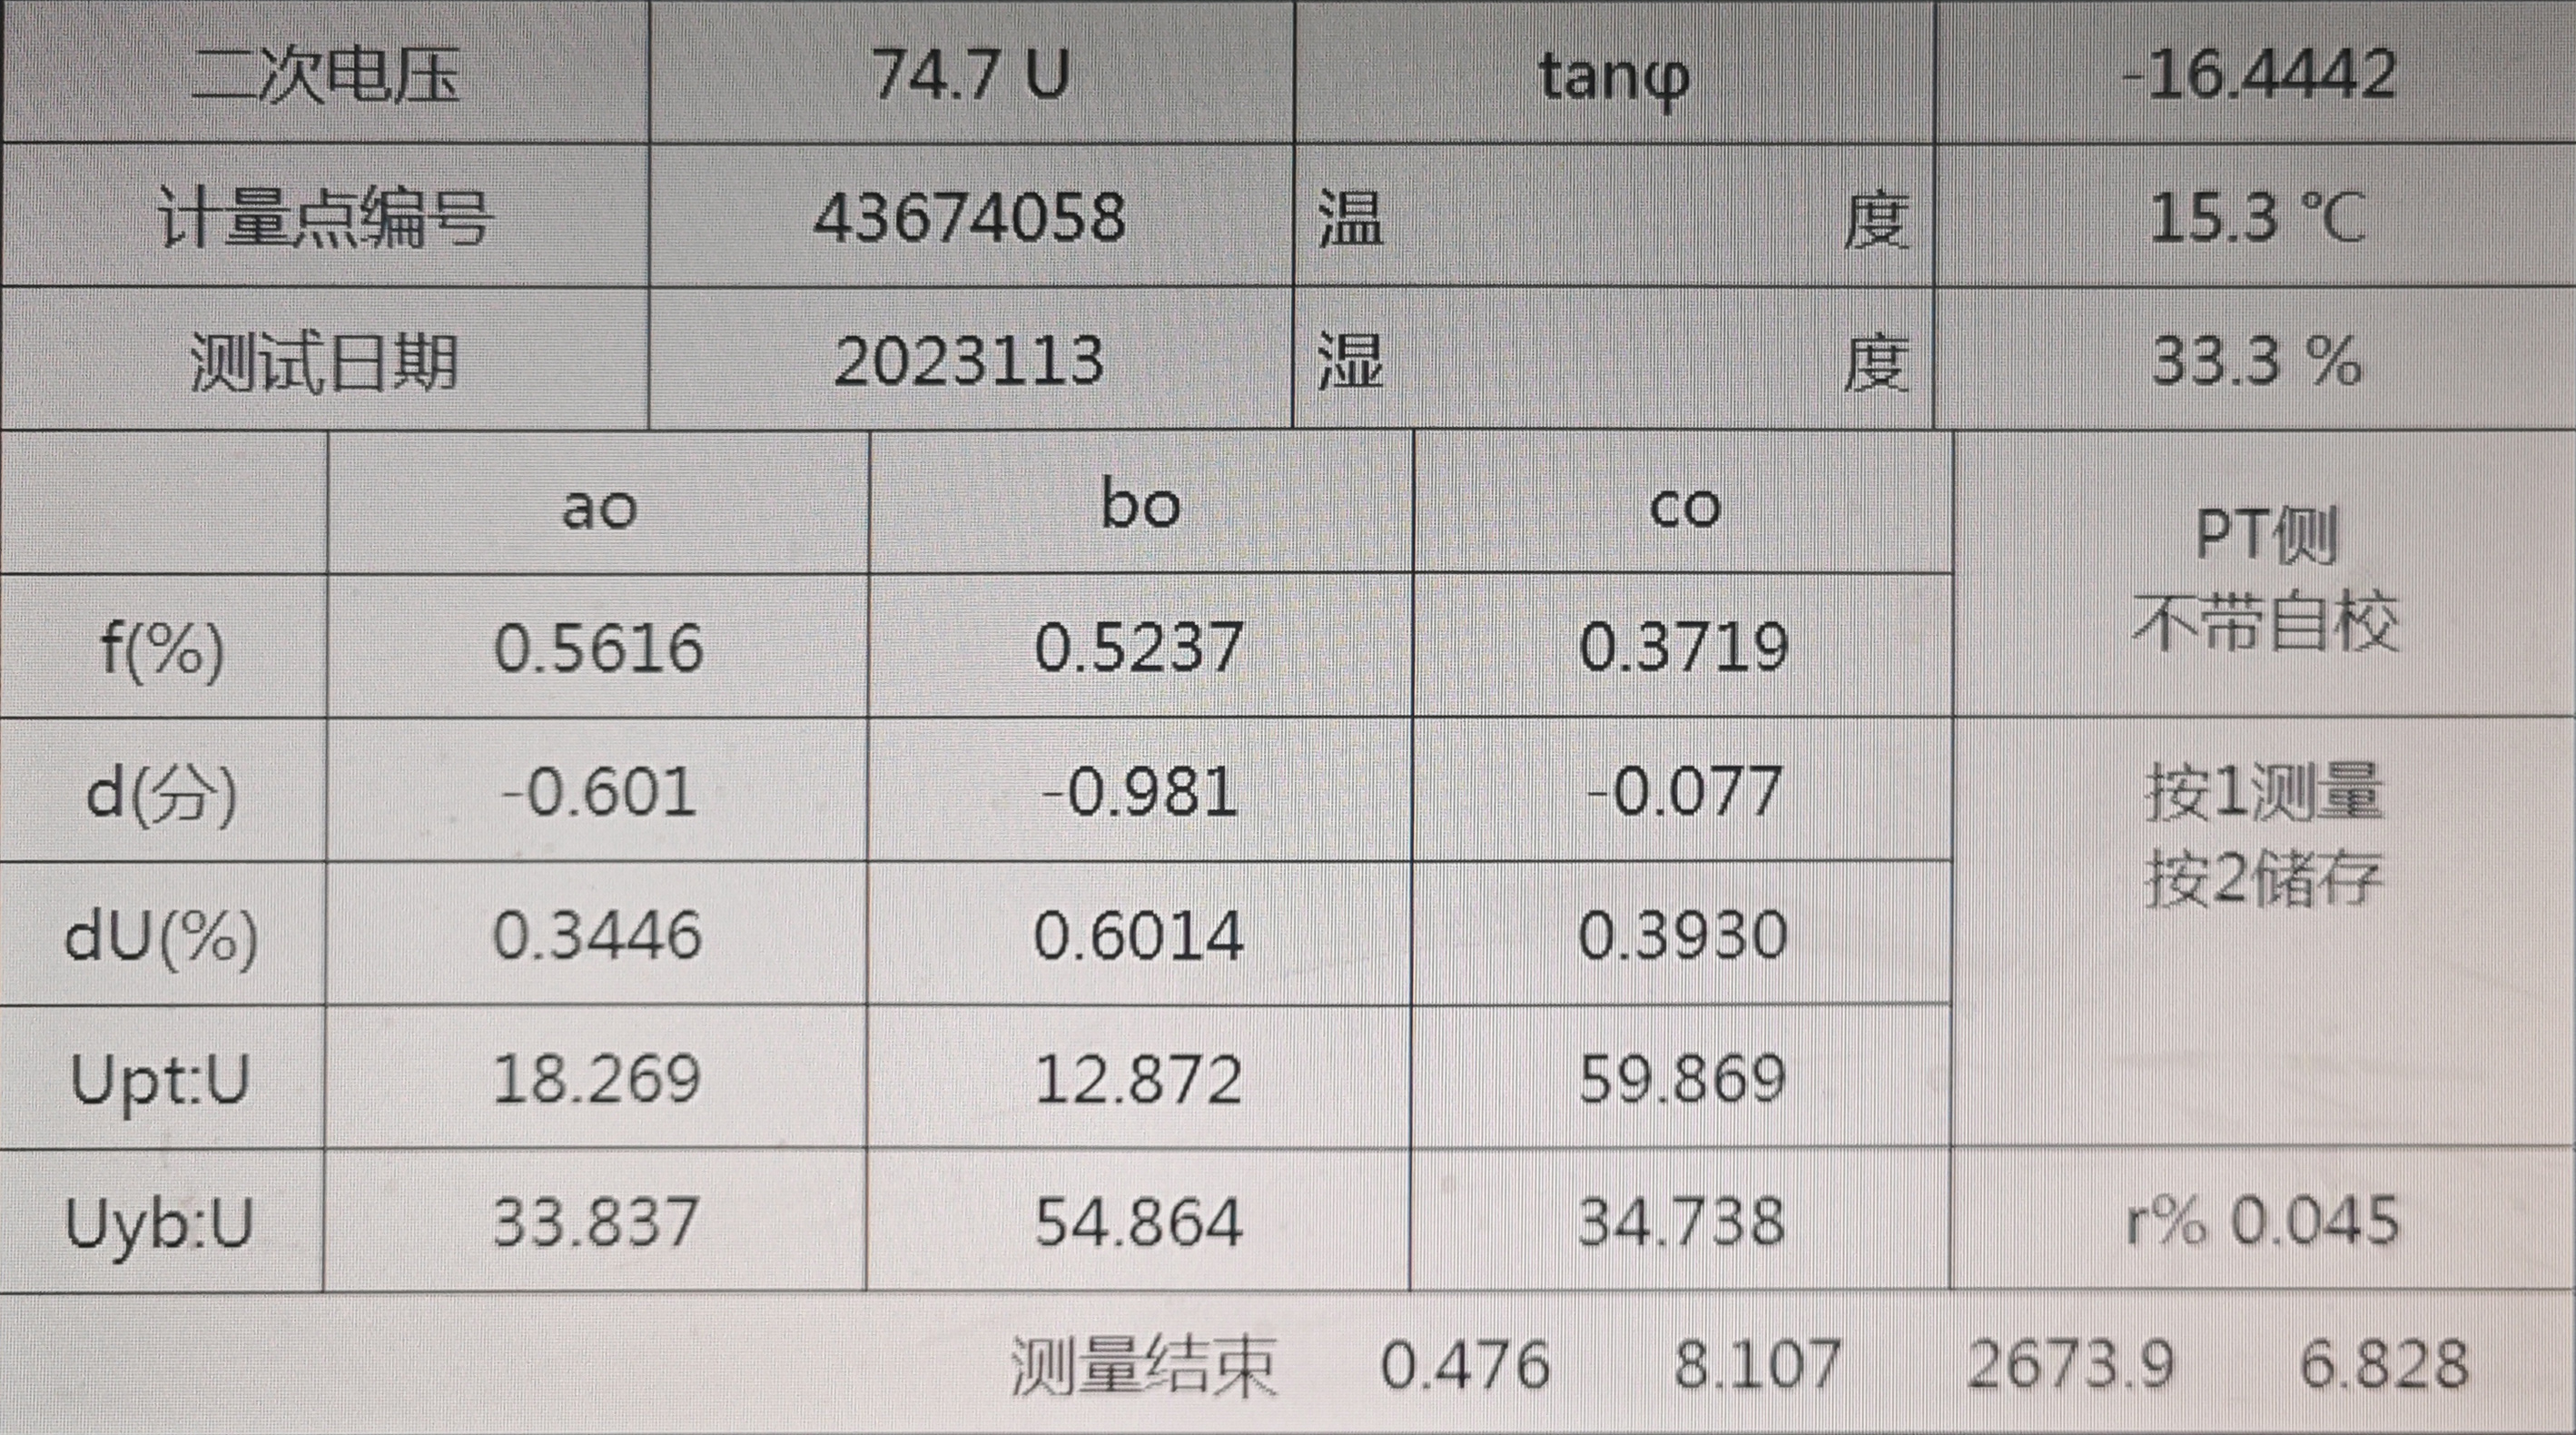 二次电压 74.7 U tanφ -16.4442
计量点编号 43674058 温 度 15.3 ℃
测试日期 2023113 湿 度 33.3 %
ao bo co PT侧
不带自校
f(%) 0.5616 0.5237 0.3719
d(分) -0.601 -0.981 -0.077 按1测量
按2储存
dU(%) 0.3446 0.6014 0.3930
Upt:U 18.269 12.872 59.869
Uyb:U 33.837 54.864 34.738 r% 0.045
测量结束 0.476 8.107 2673.9 6.828